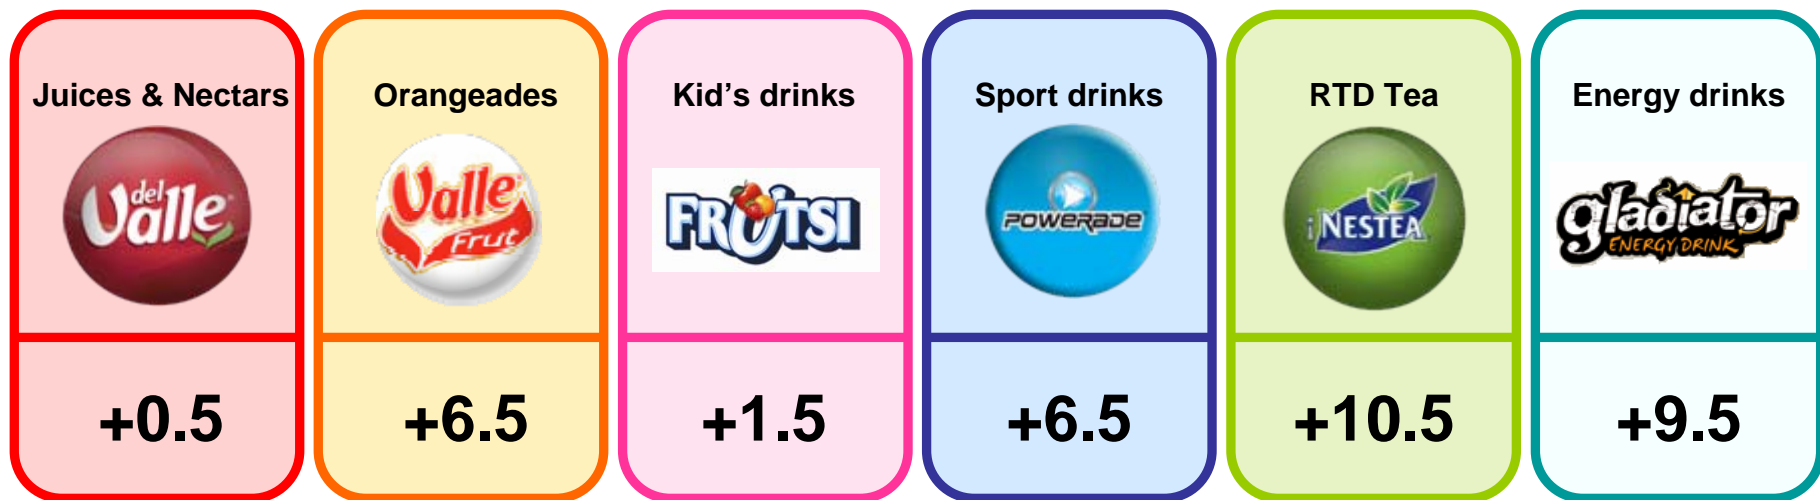 Juices & Nectars
del
Valle
+0.5
Orangeades
Valle
Frut
+6.5
Kid's drinks
FRUTSI
+1.5
Sport drinks
POWERADE
+6.5
RTD Tea
NESTEA
+10.5
Energy drinks
gladiator
ENERGY DRINK
+9.5